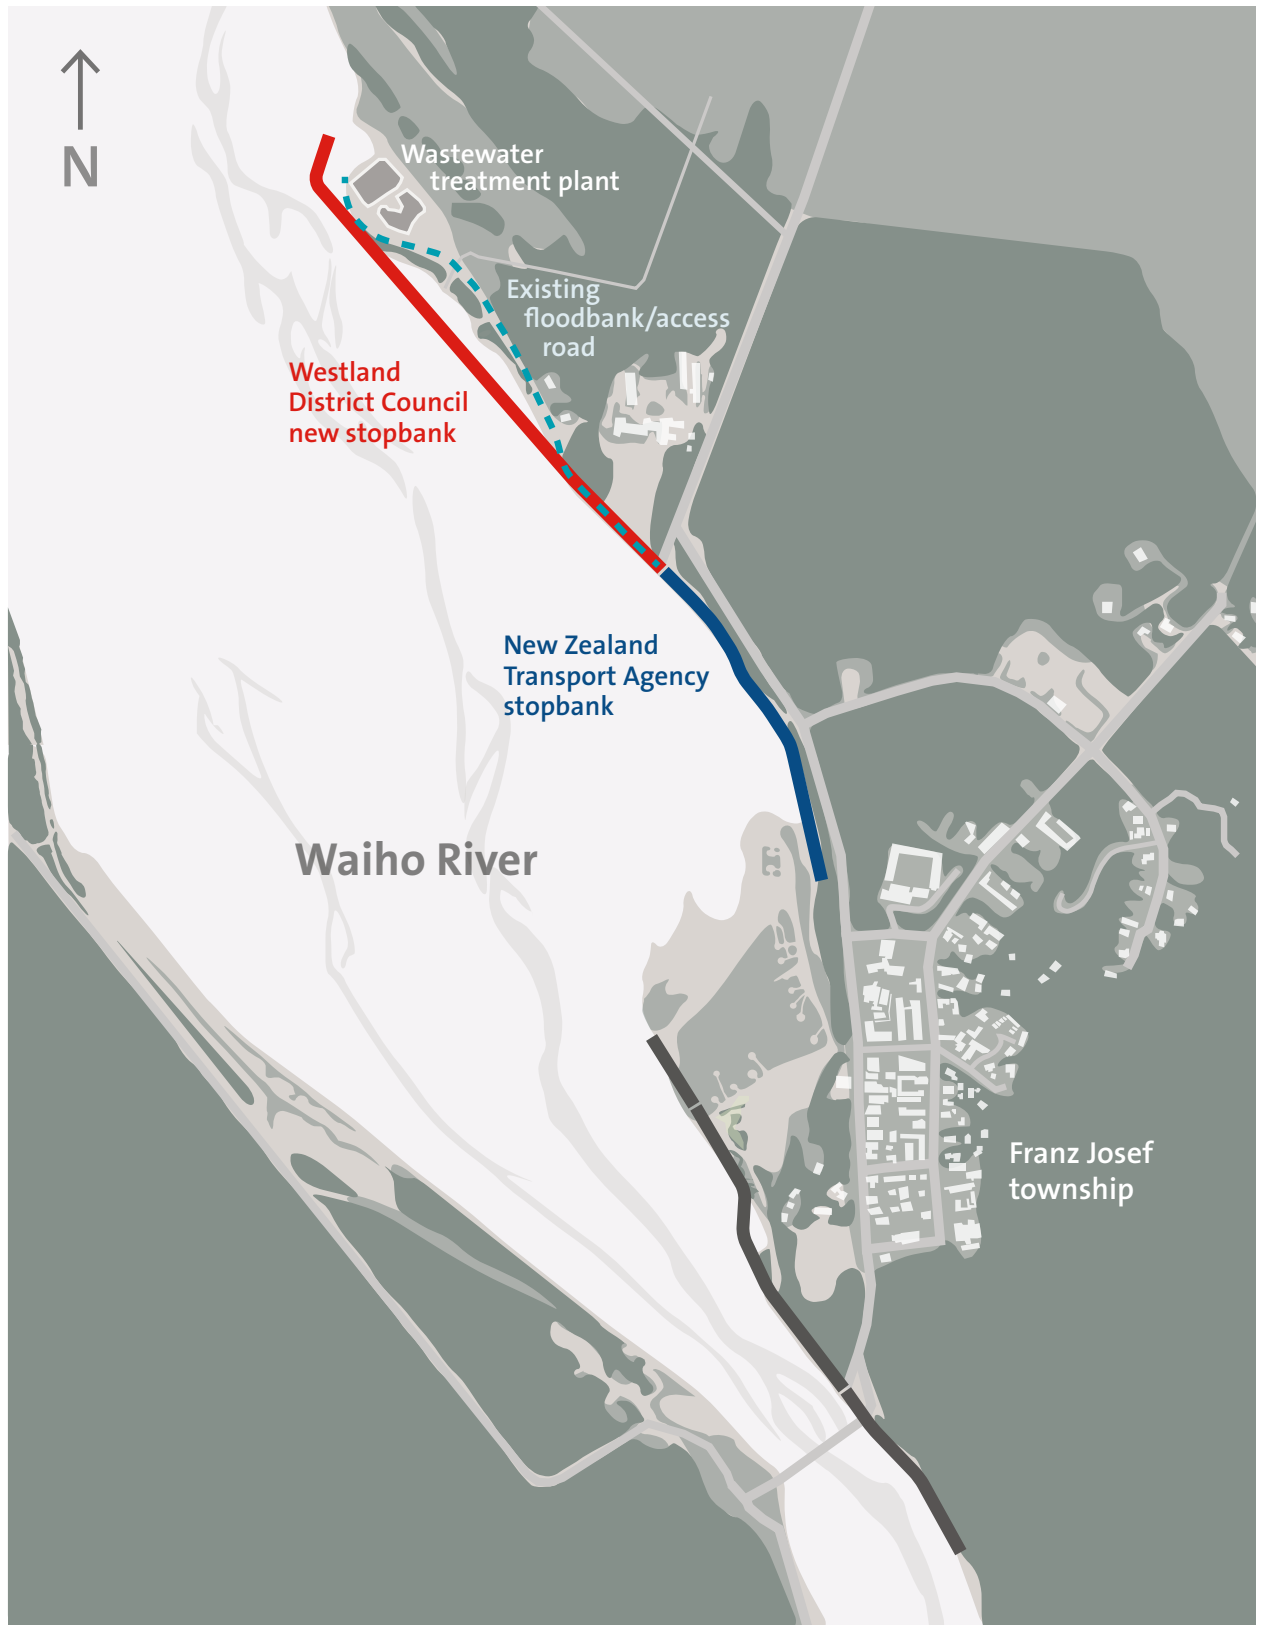 N
Wastewater
treatment plant
Existing
floodbank/access
road
Westland
District Council
new stopbank
New Zealand
Transport Agency
stopbank
Waiho River
Franz Josef
township